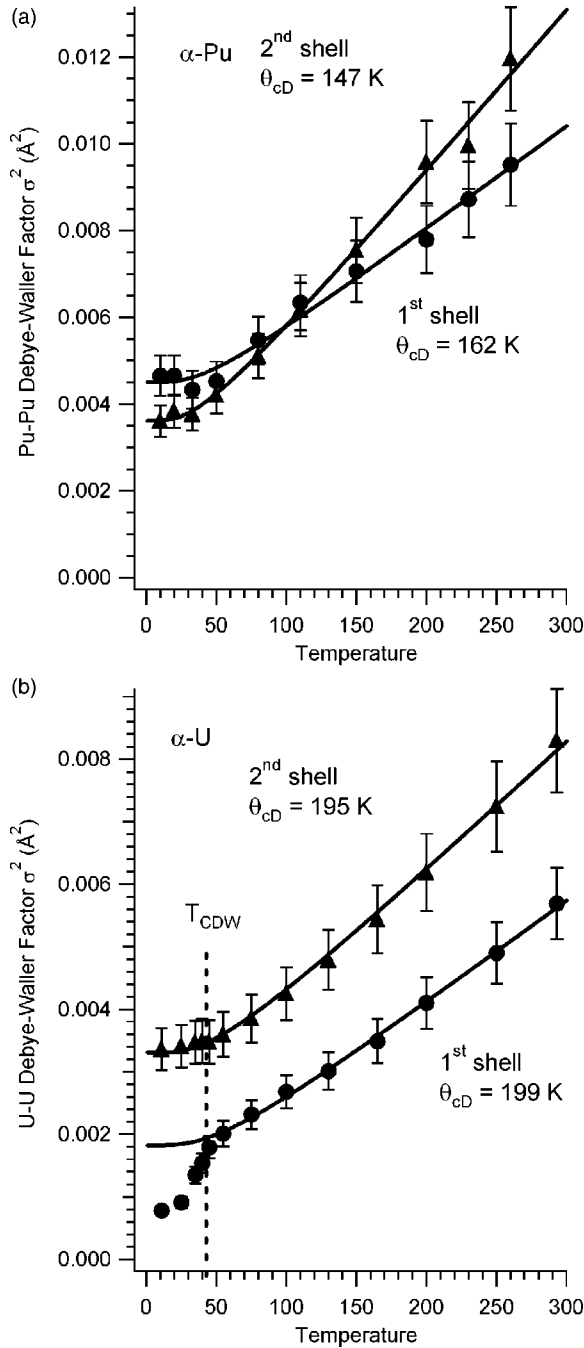 (a)
α-Pu
2nd shell
θcD = 147 K
1st shell
θcD = 162 K
Pu-Pu Debye-Waller Factor σ² (Å²)
0.012
0.010
0.008
0.006
0.004
0.002
0.000
0 50 100 150 200 250 300
Temperature
(b)
α-U
2nd shell
θcD = 195 K
TCDW
1st shell
θcD = 199 K
U-U Debye-Waller Factor σ² (Å²)
0.008
0.006
0.004
0.002
0.000
0 50 100 150 200 250 300
Temperature